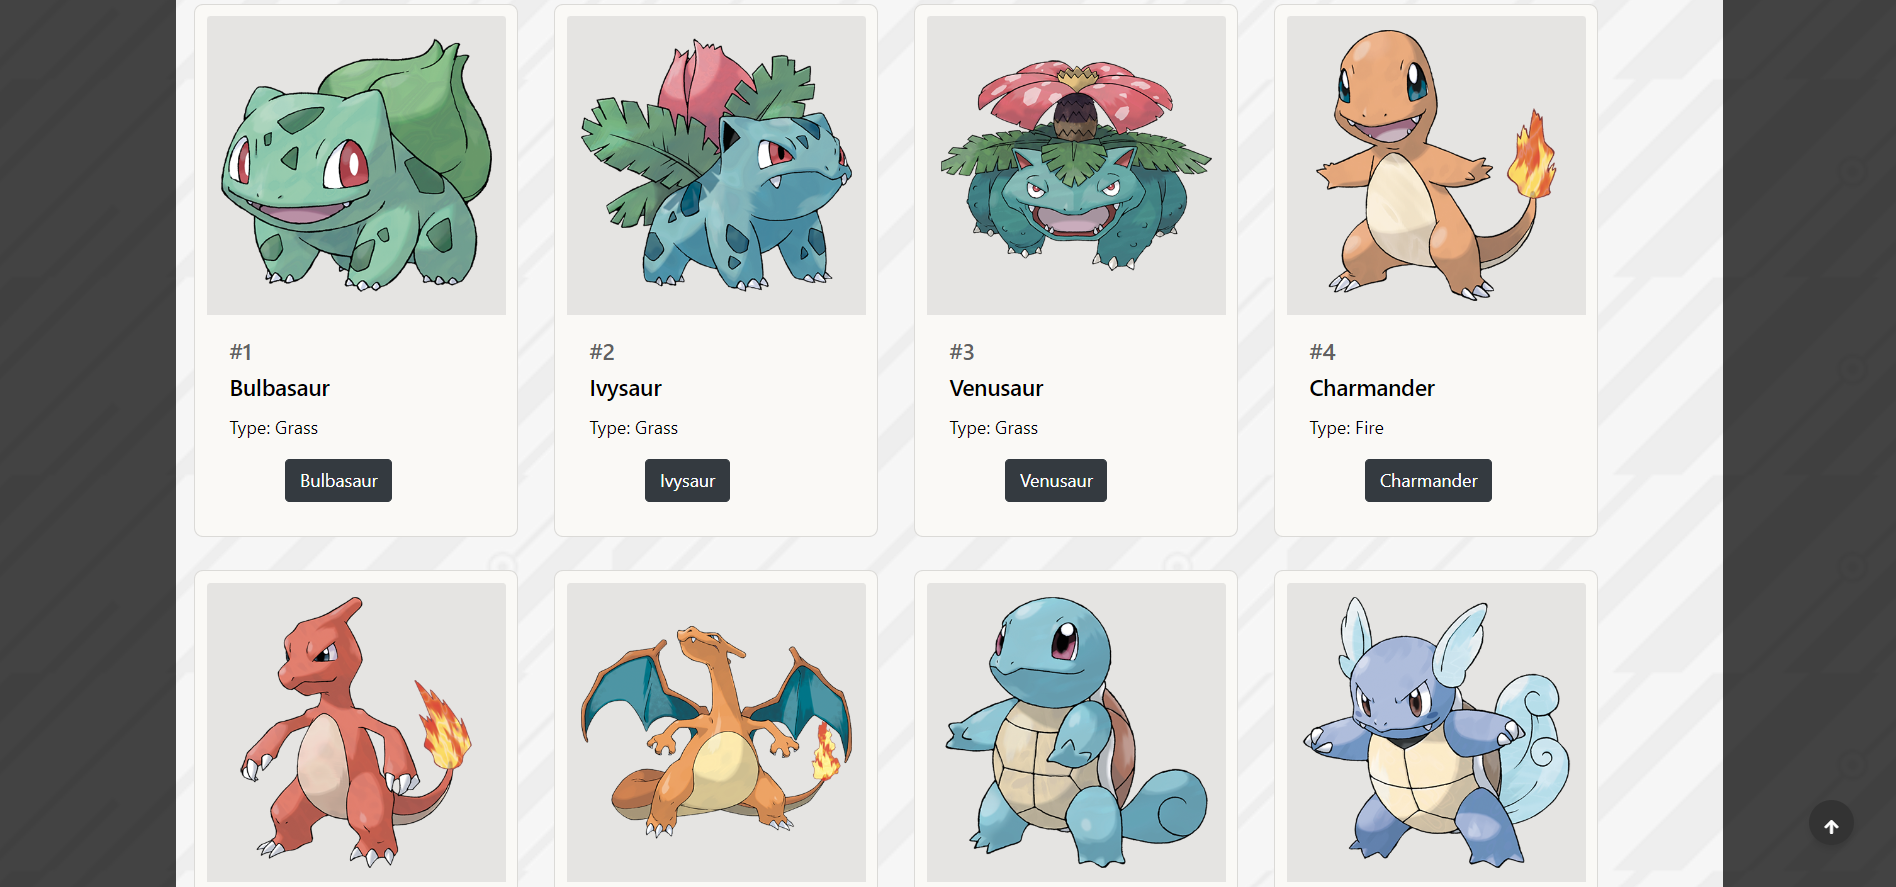 #1
Bulbasaur
Type: Grass
Bulbasaur
#2
Ivysaur
Type: Grass
Ivysaur
#3
Venusaur
Type: Grass
Venusaur
#4
Charmander
Type: Fire
Charmander